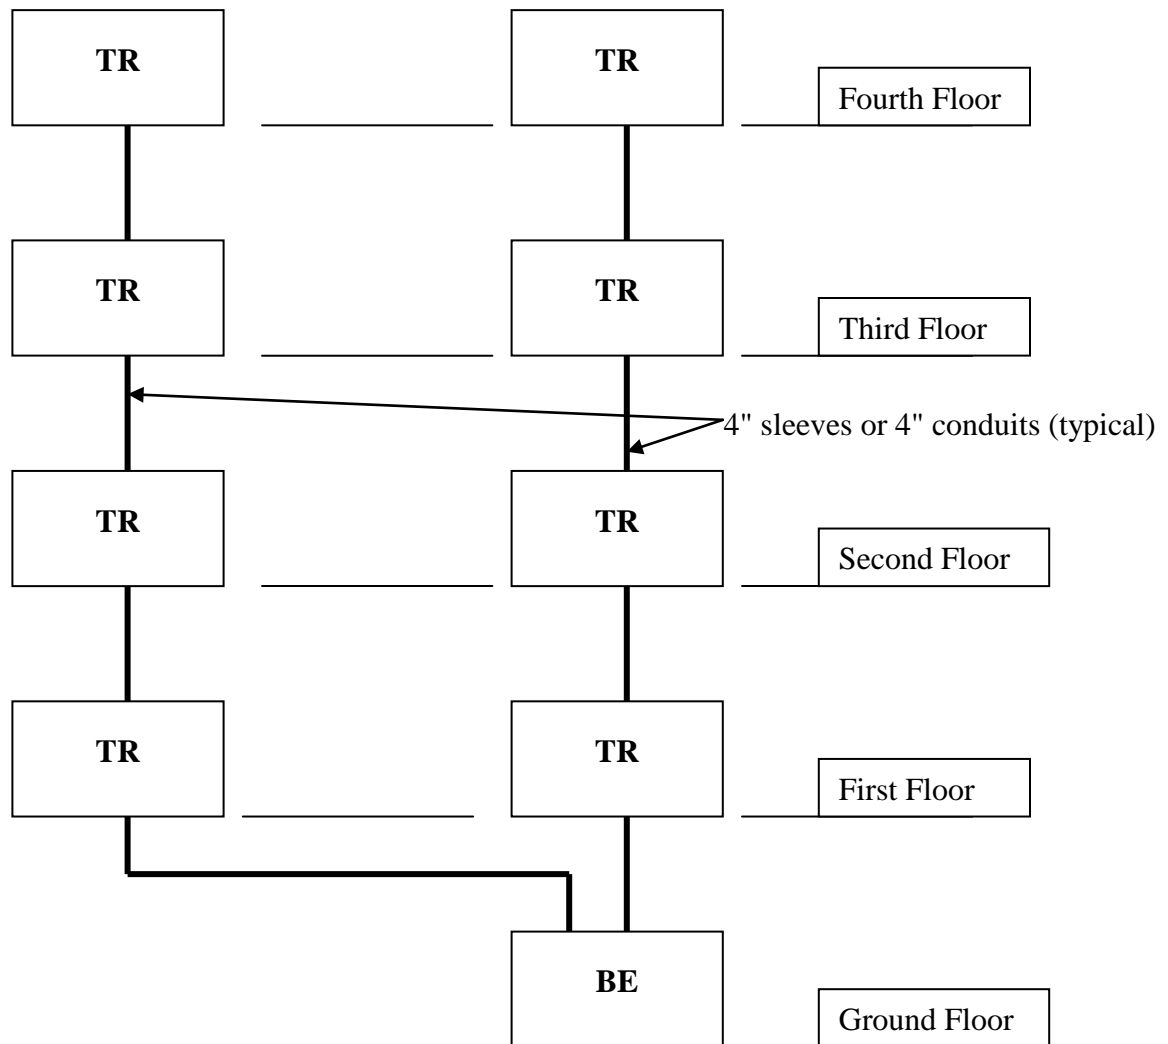 TR TR
Fourth Floor
TR TR
Third Floor
4" sleeves or 4" conduits (typical)
TR TR
Second Floor
TR TR
First Floor
BE
Ground Floor